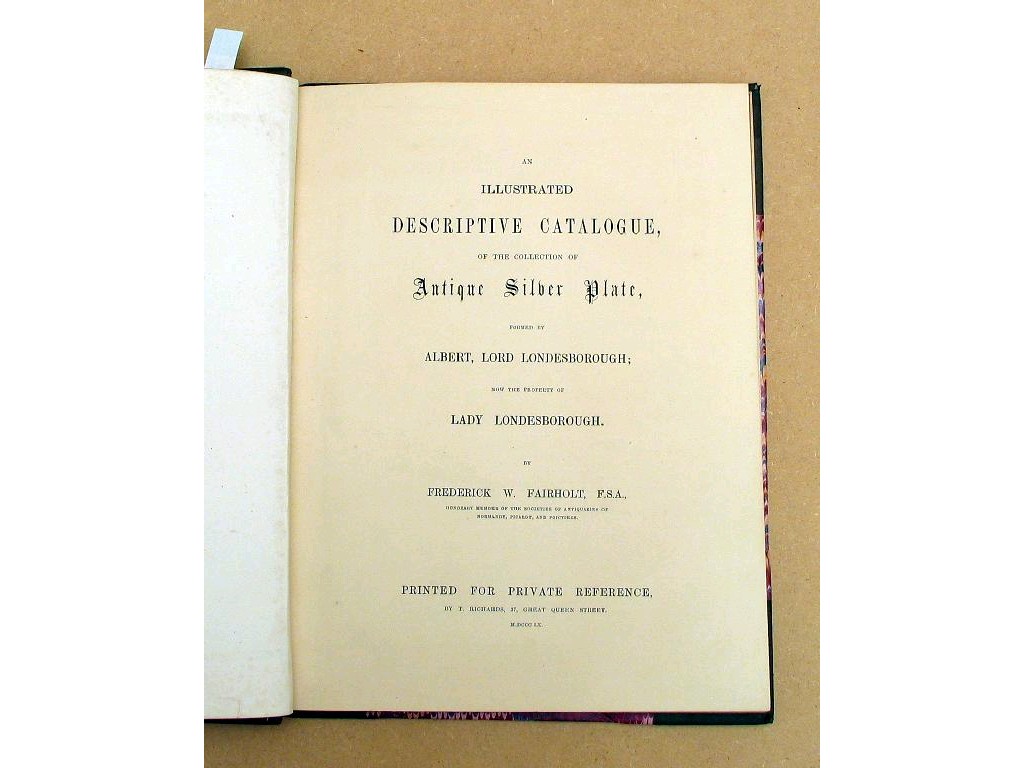 AN
ILLUSTRATED
DESCRIPTIVE CATALOGUE,
OF THE COLLECTION OF
Antique Silver Plate,
FORMED BY
ALBERT, LORD LONDESBOROUGH;
NOW THE PROPERTY OF
LADY LONDESBOROUGH.
BY
FREDERICK W. FAIRHOLT, F.S.A.,
HONORARY MEMBER OF THE SOCIETIES OF ANTIQUARIES OF
NORMANDY, PICARDY, AND POICTIERS.
PRINTED FOR PRIVATE REFERENCE,
BY T. RICHARDS, 37, GREAT QUEEN STREET.
M.DCCC.LX.